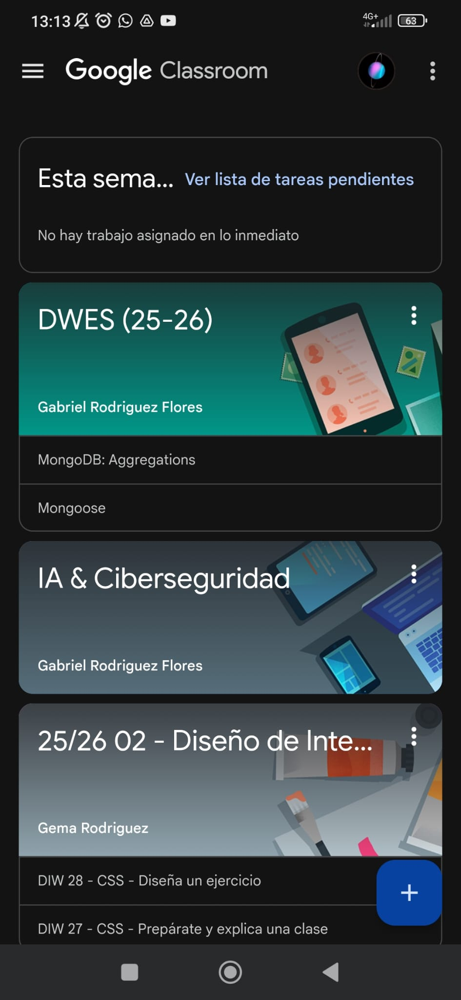 13:13
4G+
63
Google Classroom
Esta sema... Ver lista de tareas pendientes
No hay trabajo asignado en lo inmediato
DWES (25-26)
Gabriel Rodriguez Flores
MongoDB: Aggregations
Mongoose
IA & Ciberseguridad
Gabriel Rodriguez Flores
25/26 02 - Diseño de Inte...
Gema Rodriguez
DIW 28 - CSS - Diseña un ejercicio
DIW 27 - CSS - Prepárate y explica una clase